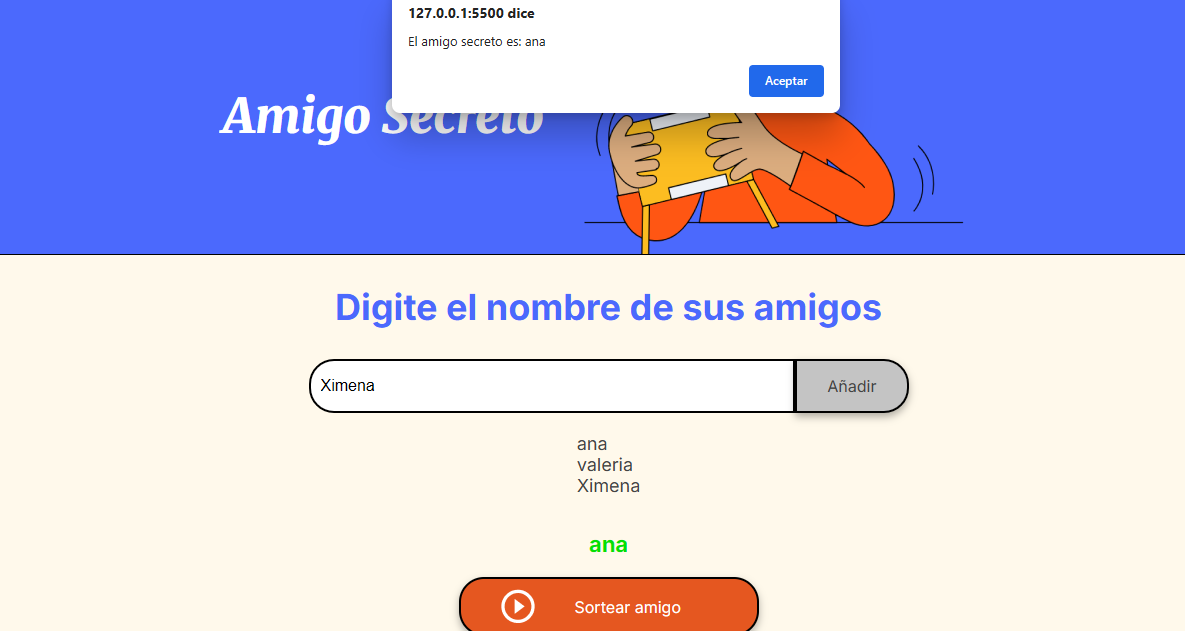 127.0.0.1:5500 dice
El amigo secreto es: ana
Aceptar
Amigo Secreto
Digite el nombre de sus amigos
Ximena
Añadir
ana
valeria
Ximena
ana
Sortear amigo